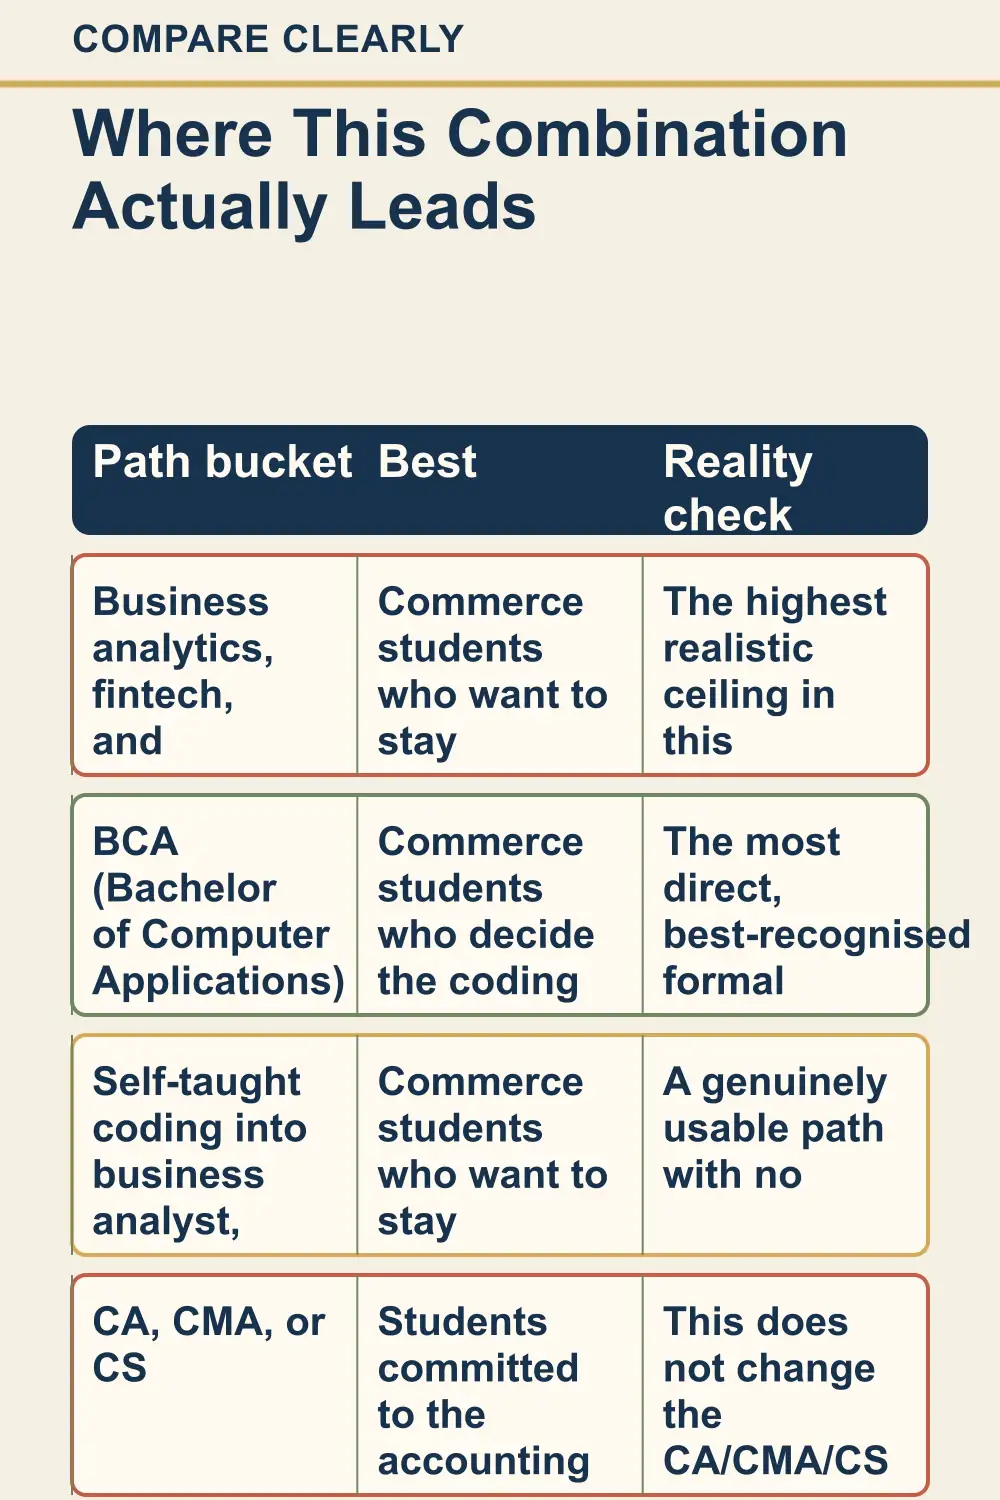 COMPARE CLEARLY
Where This Combination
Actually Leads
Path bucket
Best
Reality
check
Business
analytics,
fintech,
and
Commerce
students
who want to
stay
The highest
realistic
ceiling in
this
BCA
(Bachelor
of Computer
Applications)
Commerce
students
who decide
the coding
The most
direct,
best-recognised
formal
Self-taught
coding into
business
analyst,
Commerce
students
who want to
stay
A genuinely
usable path
with no
CA, CMA, or
CS
Students
committed
to the
accounting
This does
not change
the
CA/CMA/CS